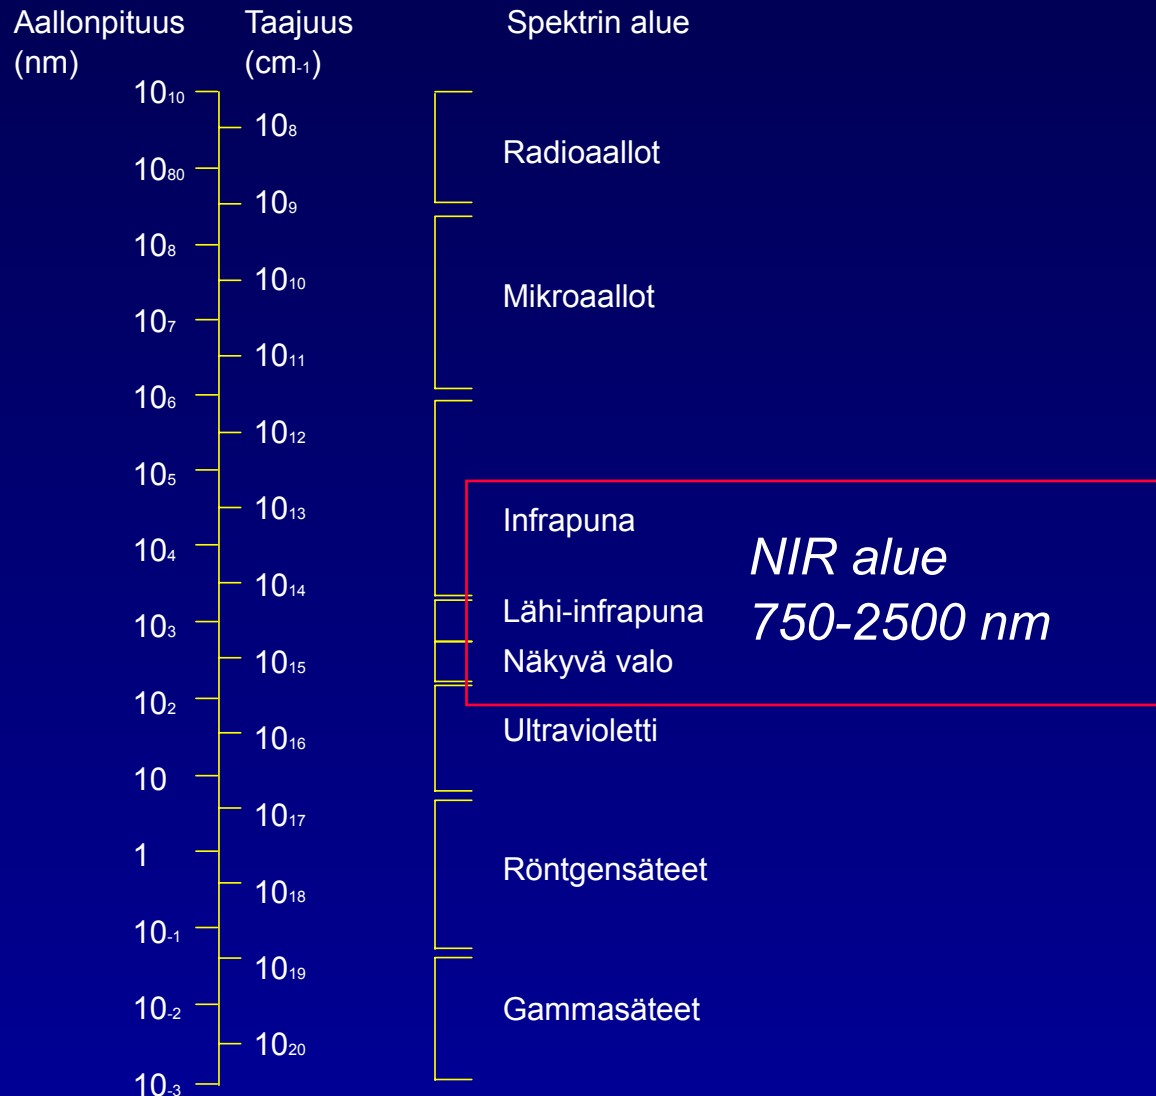 Aallonpituus Taajuus Spektrin alue
(nm) (cm-1)
1010
108
Radioaallot
1080
109
108
1010
Mikroaallot
107
1011
106
1012
105
1013
Infrapuna
NIR alue
104
1014
Lähi-infrapuna
750-2500 nm
103
1015
Näkyvä valo
102
Ultravioletti
1016
10
1017
1
Röntgensäteet
1018
10-1
1019
10-2
Gammasäteet
1020
10-3